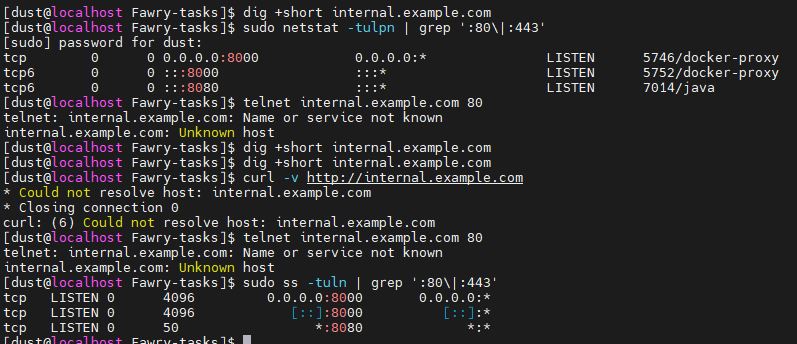 [dust@localhost Fawry-tasks]$ dig +short internal.example.com
[dust@localhost Fawry-tasks]$ sudo netstat -tulpn | grep ':80\|:443'
[sudo] password for dust:
tcp        0      0 0.0.0.0:8000            0.0.0.0:*               LISTEN      5746/docker-proxy
tcp6       0      0 :::8000                 :::*                    LISTEN      5752/docker-proxy
tcp6       0      0 :::8080                 :::*                    LISTEN      7014/java
[dust@localhost Fawry-tasks]$ telnet internal.example.com 80
telnet: internal.example.com: Name or service not known
internal.example.com: Unknown host
[dust@localhost Fawry-tasks]$ dig +short internal.example.com
[dust@localhost Fawry-tasks]$ dig +short internal.example.com
[dust@localhost Fawry-tasks]$ curl -v http://internal.example.com
* Could not resolve host: internal.example.com
* Closing connection 0
curl: (6) Could not resolve host: internal.example.com
[dust@localhost Fawry-tasks]$ telnet internal.example.com 80
telnet: internal.example.com: Name or service not known
internal.example.com: Unknown host
[dust@localhost Fawry-tasks]$ sudo ss -tuln | grep ':80\|:443'
tcp   LISTEN 0      4096         0.0.0.0:8000      0.0.0.0:*
tcp   LISTEN 0      4096            [::]:8000         [::]:*
tcp   LISTEN 0      50                 *:8080            *:*
[dust@localhost Fawry-tasks]$